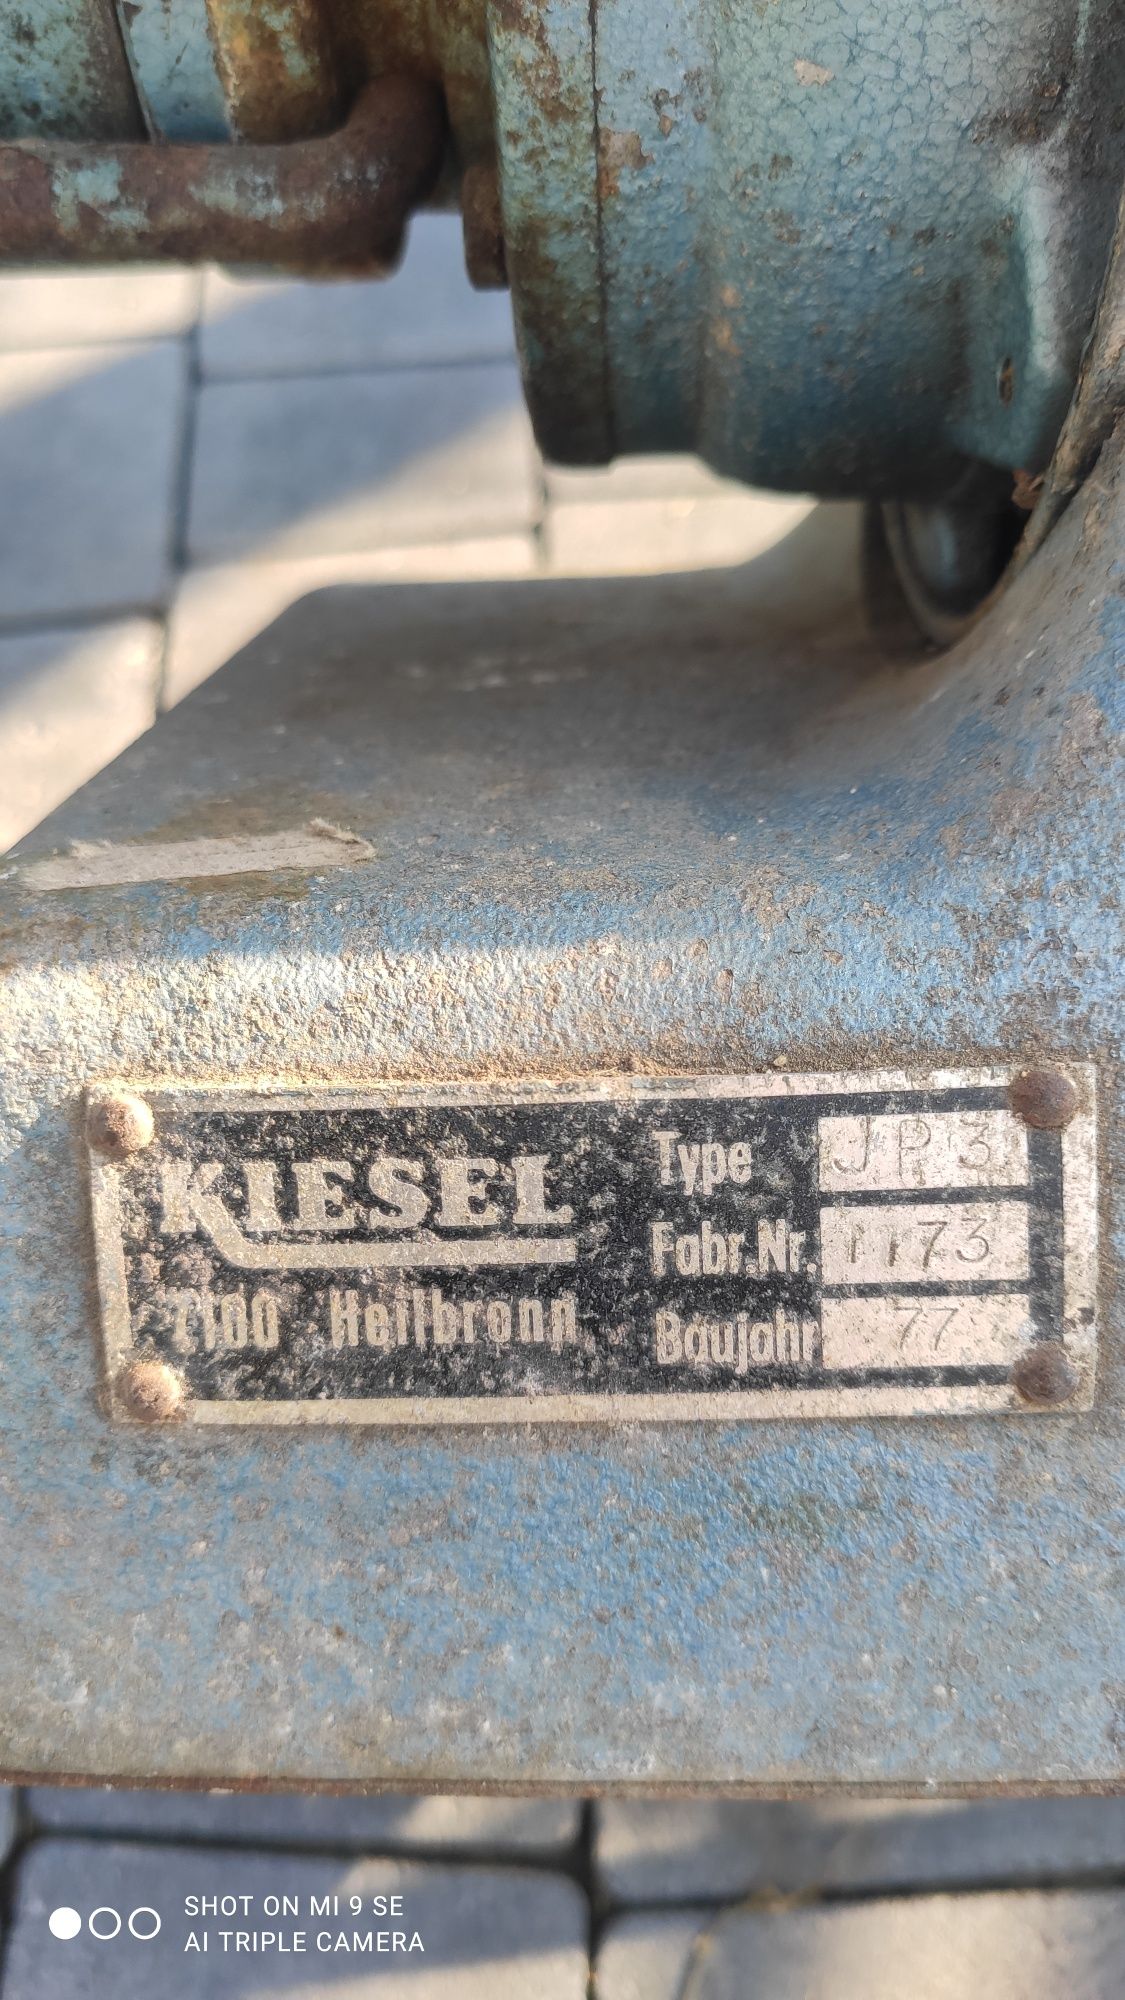 KIESEL
7100 Heilbronn
Type JP 3
Fabr.Nr. 1173
Baujahr 77
SHOT ON MI 9 SE
AI TRIPLE CAMERA